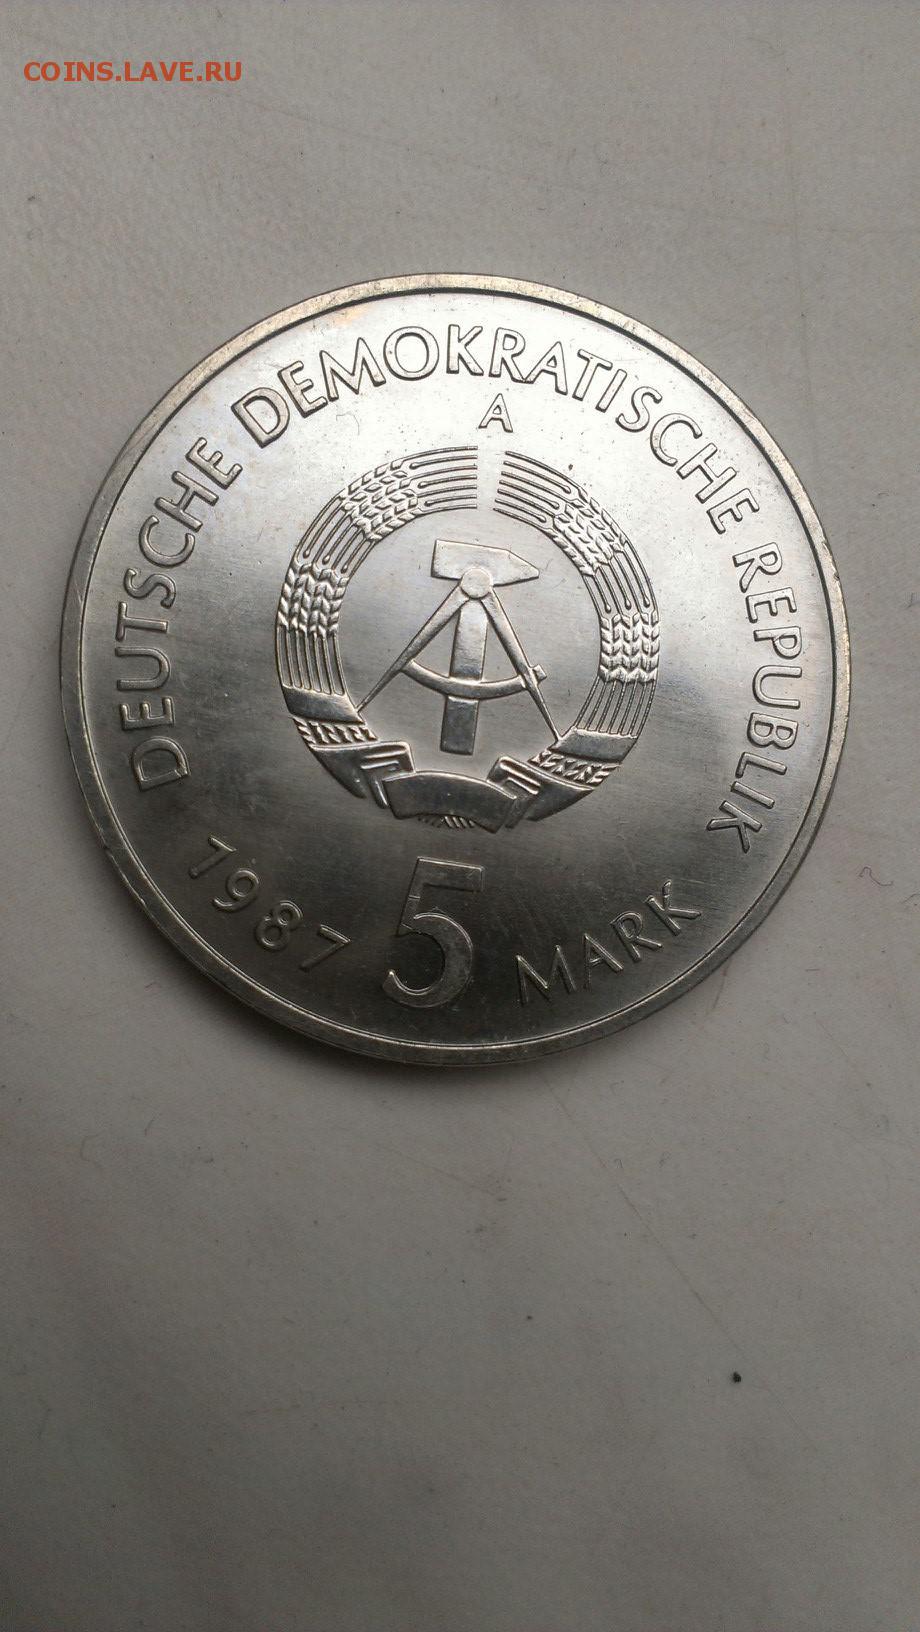 COINS.LAVE.RU
DEUTSCHE DEMOKRATISCHE REPUBLIK
A
1987 5 MARK